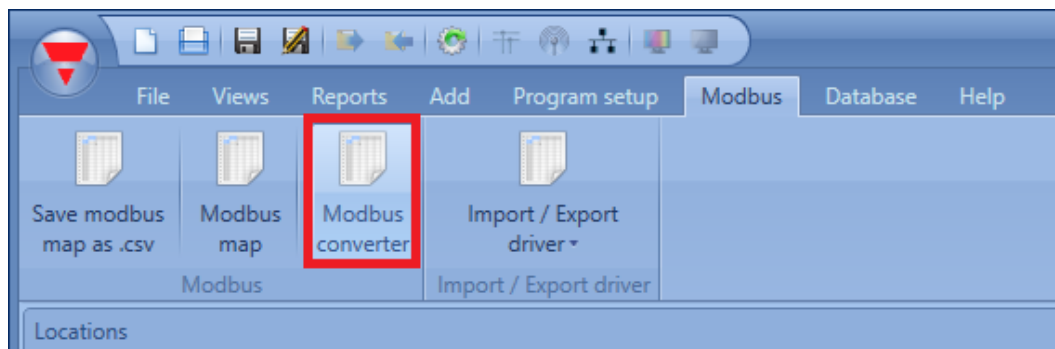 File Views Reports Add Program setup Modbus Database Help
Save modbus map as .csv
Modbus map
Modbus converter
Import / Export driver
Modbus
Import / Export driver
Locations